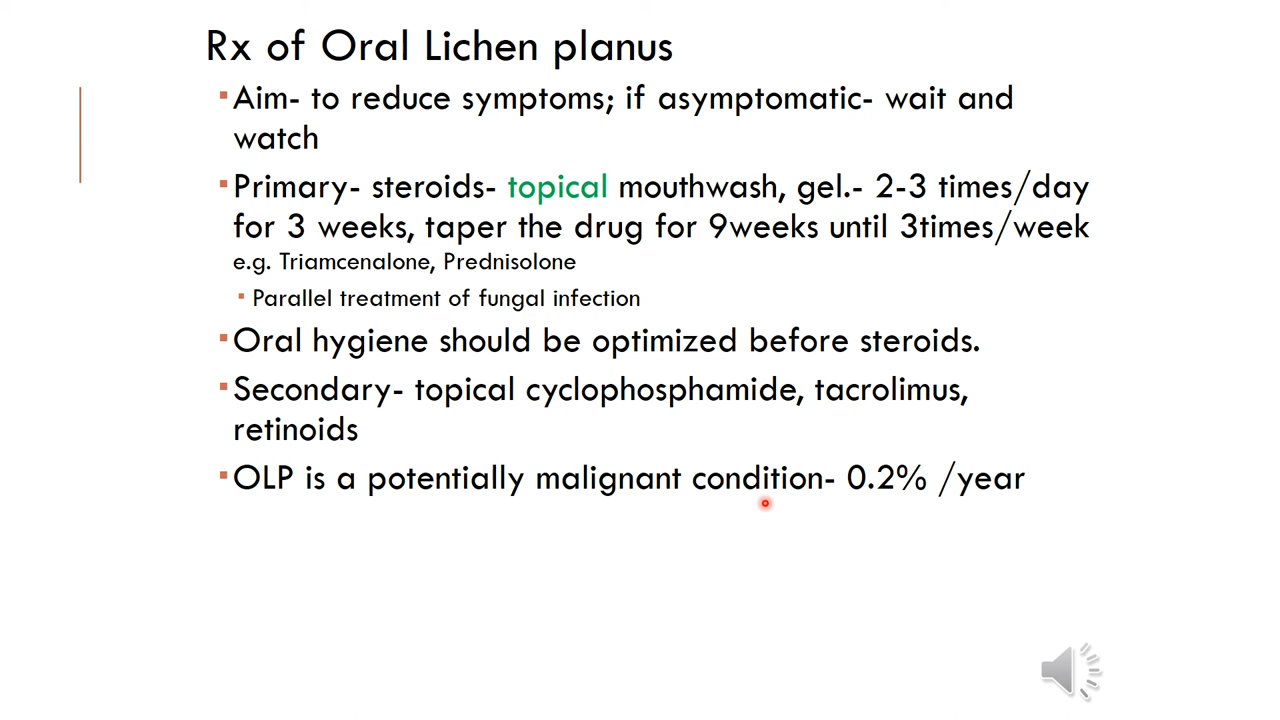 Rx of Oral Lichen planus
Aim- to reduce symptoms; if asymptomatic- wait and
watch
Primary- steroids- topical mouthwash, gel.- 2-3 times/day
for 3 weeks, taper the drug for 9weeks until 3times/week
e.g. Triamcenalone, Prednisolone
Parallel treatment of fungal infection
Oral hygiene should be optimized before steroids.
Secondary- topical cyclophosphamide, tacrolimus,
retinoids
OLP is a potentially malignant condition- 0.2% /year